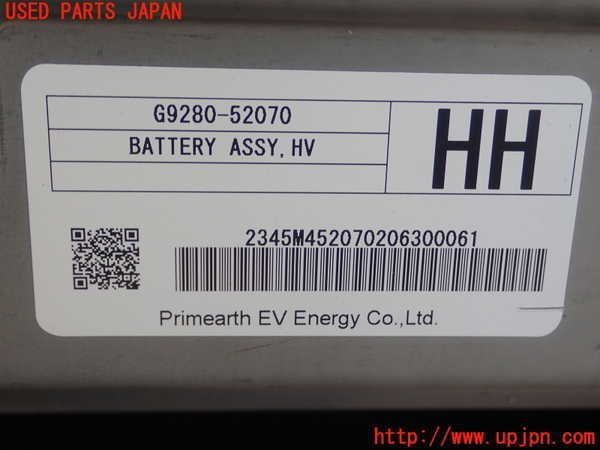 USED PARTS JAPAN
G9280-52070
BATTERY ASSY,HV
HH
2345M452070206300061
Primearth EV Energy Co.,Ltd.
http://www.upjpn.com/